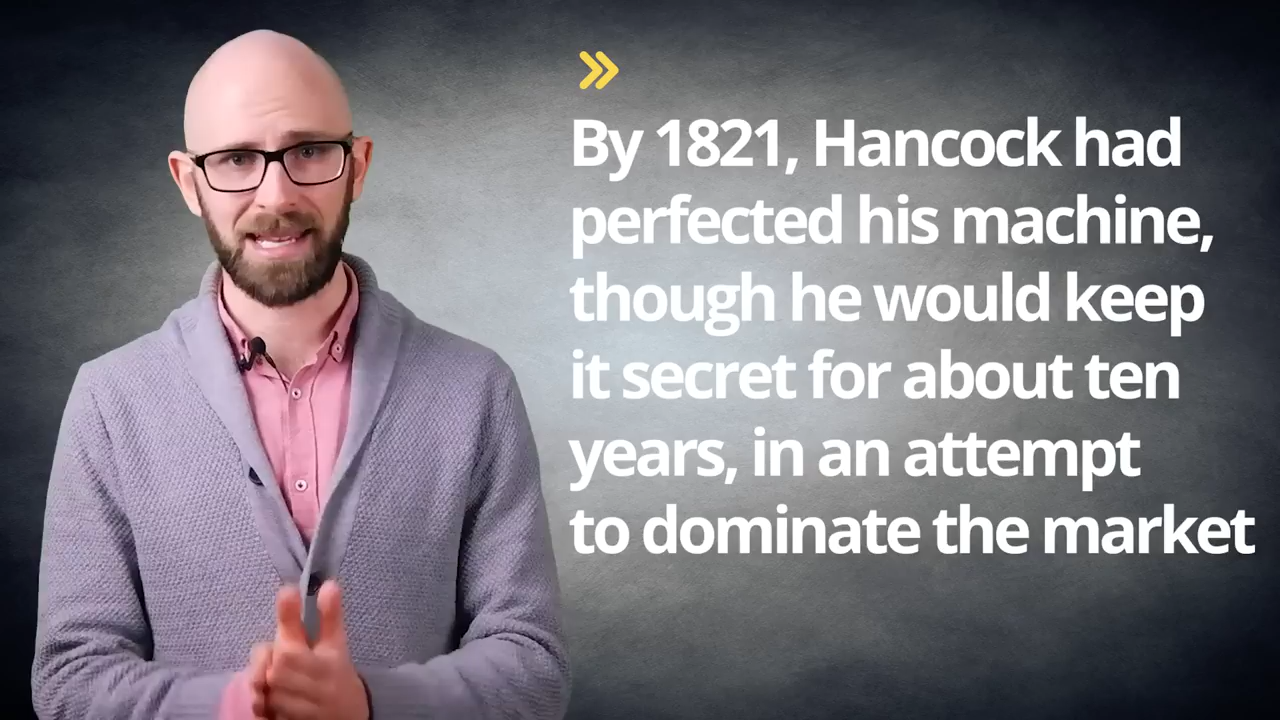 By 1821, Hancock had
perfected his machine,
though he would keep
it secret for about ten
years, in an attempt
to dominate the market